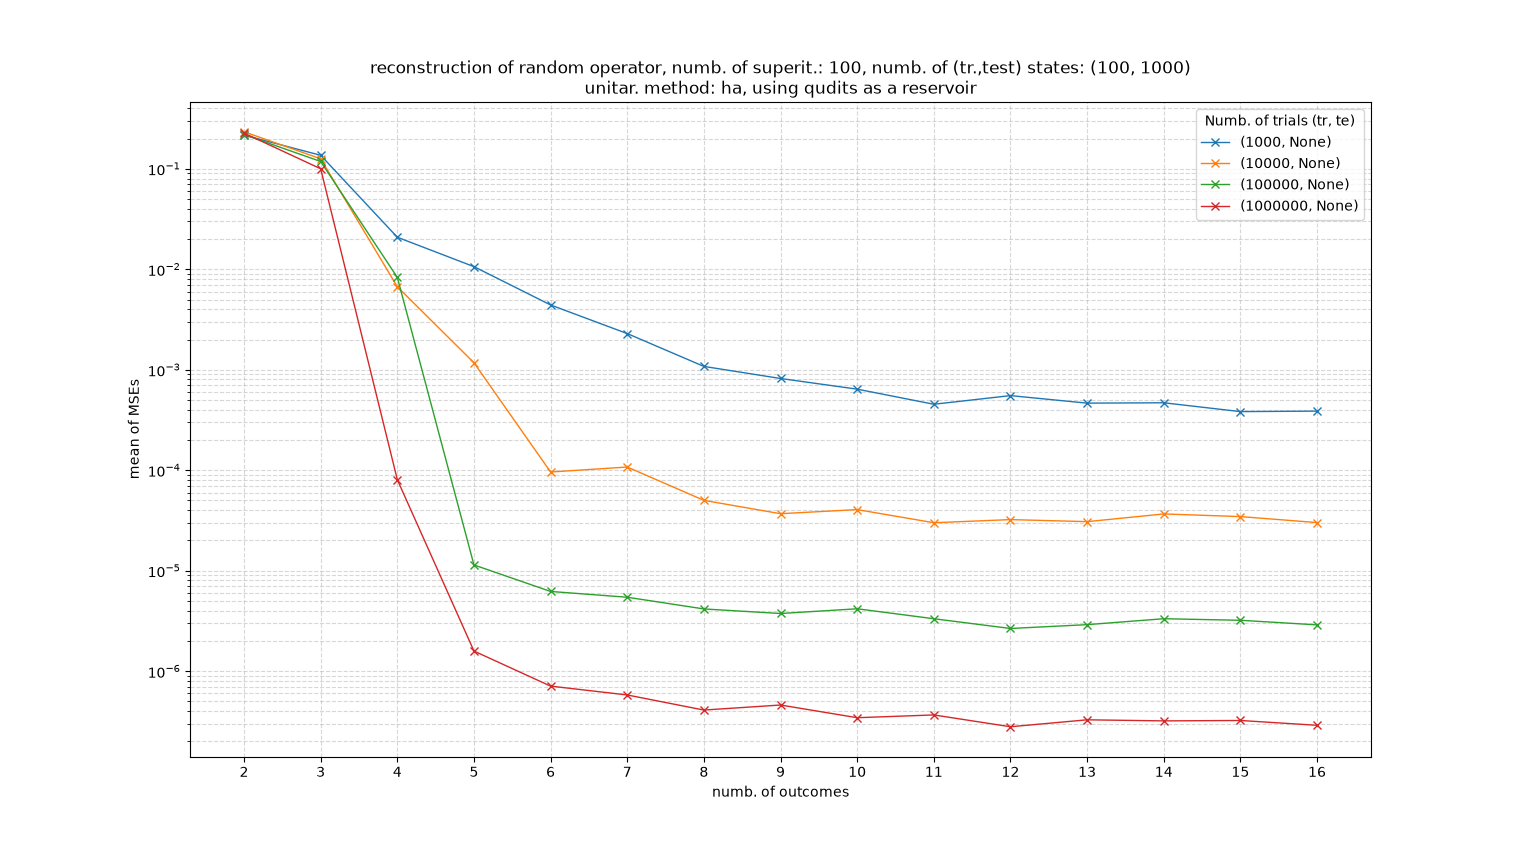 reconstruction of random operator, numb. of superit.: 100, numb. of (tr.,test) states: (100, 1000)
unitar. method: ha, using qudits as a reservoir
Numb. of trials (tr, te)
(1000, None)
(10000, None)
(100000, None)
(1000000, None)
10⁻¹
10⁻²
10⁻³
10⁻⁴
10⁻⁵
10⁻⁶
mean of MSEs
2 3 4 5 6 7 8 9 10 11 12 13 14 15 16
numb. of outcomes